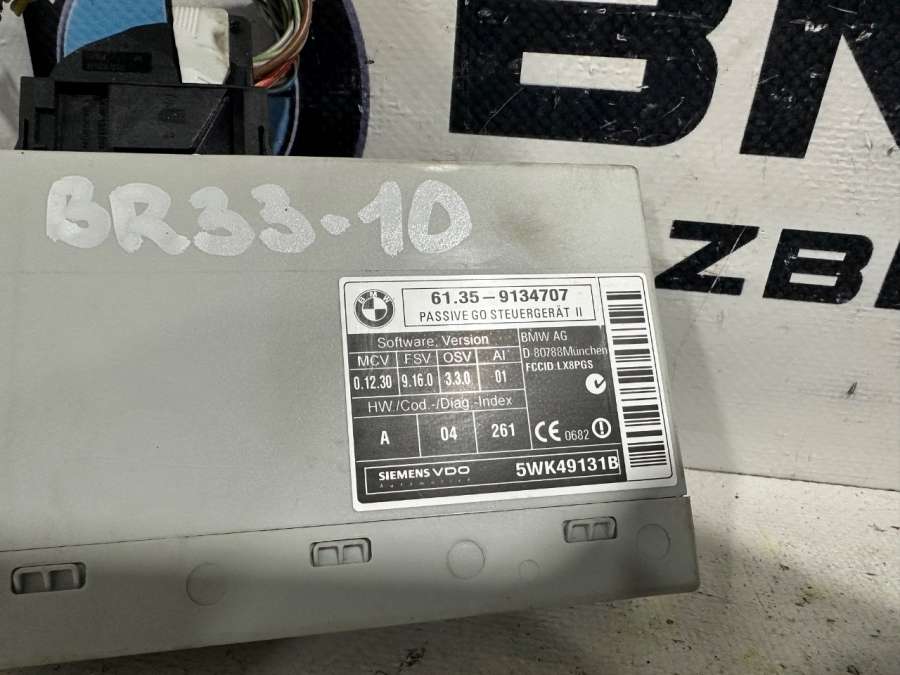 BM
ZB
BR33-10
BMW
61.35-9134707
PASSIVE GO STEUERGERÄT II
Software, Version
MCV FSV OSV AI
0.12.30 9.16.0 3.3.0 01
HW./Cod.-/Diag.-Index
A 04 261
BMW AG
D-80788München
FCCID:LX8PGS
CE 0682
SIEMENS VDO
Automotive
5WK49131B